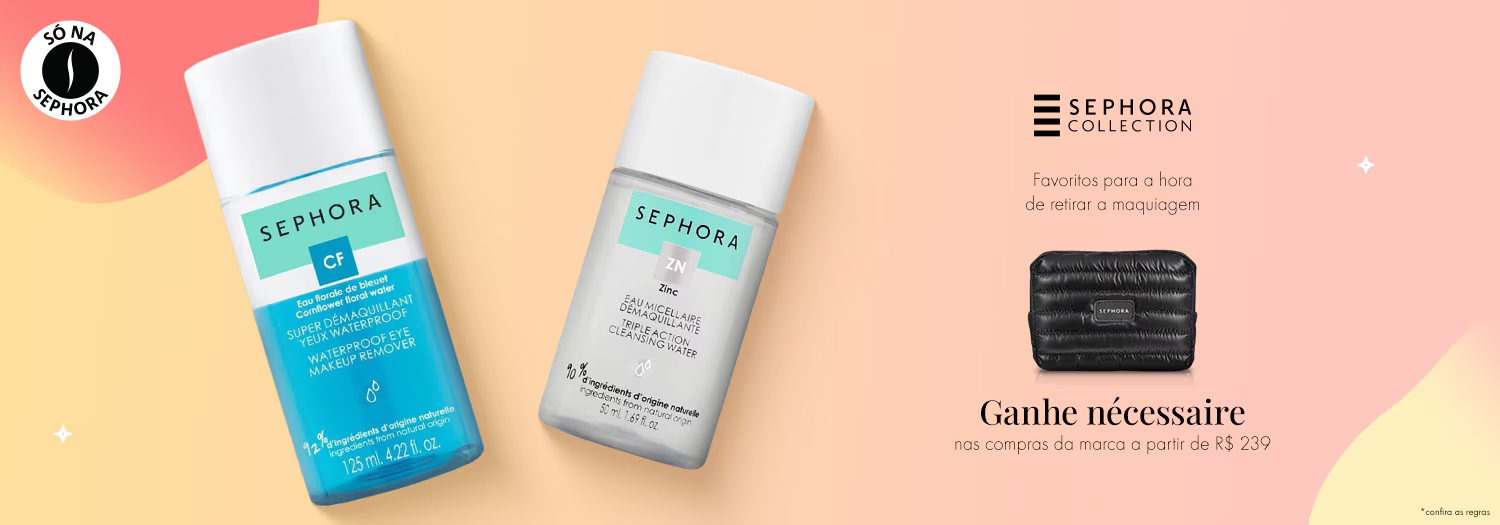 SÓ NA
SEPHORA
SEPHORA
CF
Eau florale de bleuet
Cornflower floral water
SUPER DÉMAQUILLANT
YEUX WATERPROOF
WATERPROOF EYE
MAKEUP REMOVER
92%
d'ingrédients d'origine naturelle
ingredients from natural origin
125 ml. 4.22 fl. oz.
SEPHORA
ZN
Zinc
EAU MICELLAIRE
DÉMAQUILLANTE
TRIPLE ACTION
CLEANSING WATER
90%
d'ingrédients d'origine naturelle
ingredients from natural origin
50 ml. 1.69 fl. oz.
SEPHORA
COLLECTION
Favoritos para a hora
de retirar a maquiagem
SEPHORA
Ganhe nécessaire
nas compras da marca a partir de R$ 239
*confira as regras